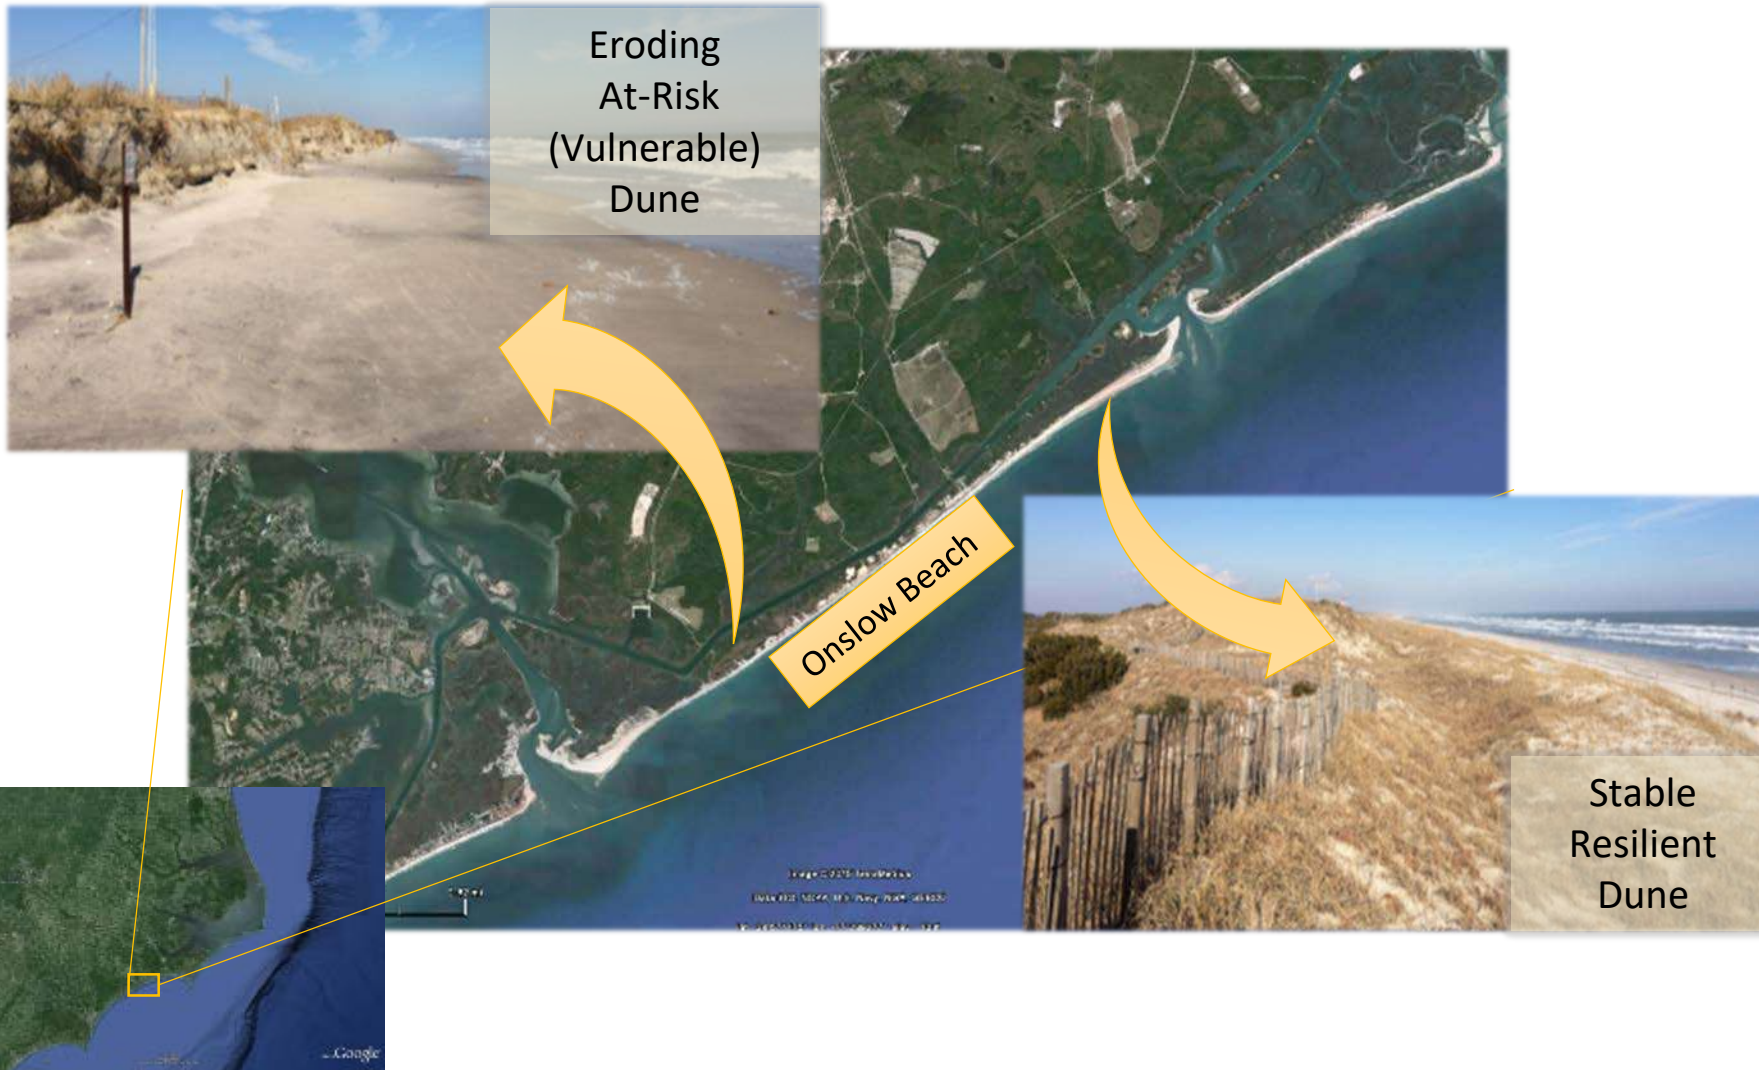 Eroding
At-Risk
(Vulnerable)
Dune
Onslow Beach
Stable
Resilient
Dune
Google